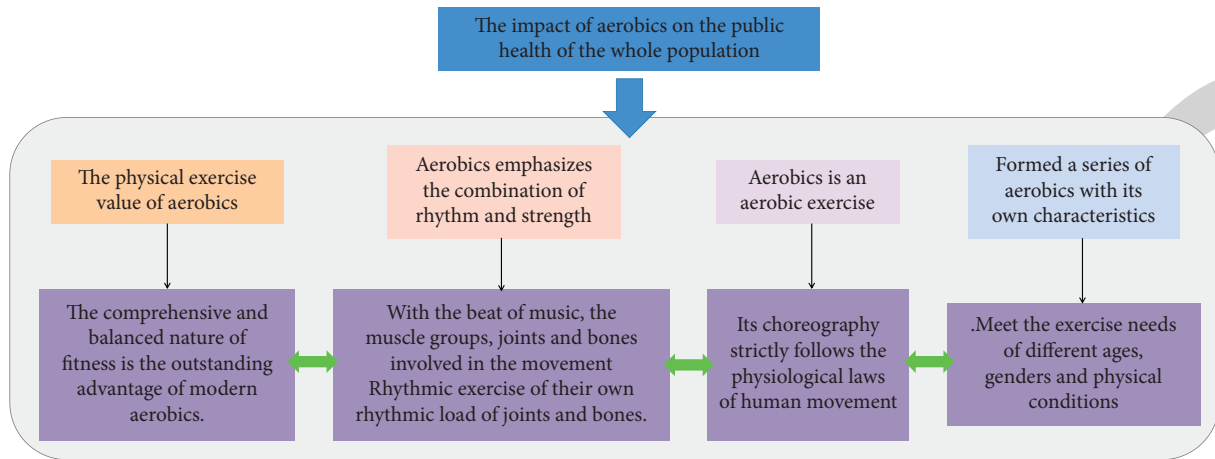 The impact of aerobics on the public
health of the whole population
The physical exercise
value of aerobics
Aerobics emphasizes
the combination of
rhythm and strength
Aerobics is an
aerobic exercise
Formed a series of
aerobics with its
own characteristics
The comprehensive and
balanced nature of
fitness is the outstanding
advantage of modern
aerobics.
With the beat of music, the
muscle groups, joints and bones
involved in the movement
Rhythmic exercise of their own
rhythmic load of joints and bones.
Its choreography
strictly follows the
physiological laws
of human movement
.Meet the exercise needs
of different ages,
genders and physical
conditions